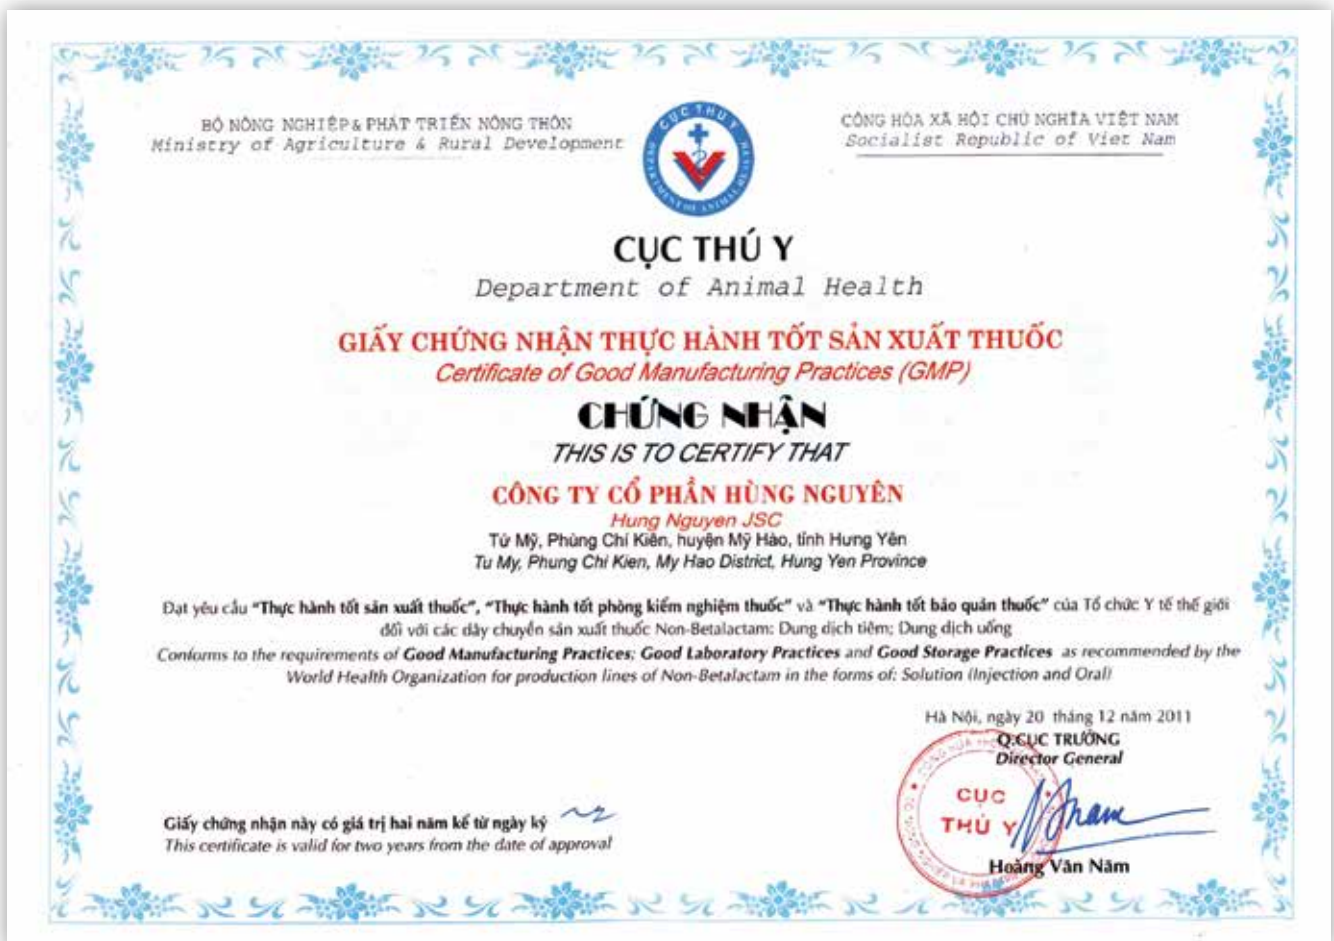 BỘ NÔNG NGHIỆP & PHÁT TRIỂN NÔNG THÔN
Ministry of Agriculture & Rural Development
CỤC THÚ Y
DEPARTMENT OF ANIMAL HEALTH
CÔNG HÒA XÃ HỘI CHỦ NGHĨA VIỆT NAM
Socialist Republic of Viet Nam
CỤC THÚ Y
Department of Animal Health
GIẤY CHỨNG NHẬN THỰC HÀNH TỐT SẢN XUẤT THUỐC
Certificate of Good Manufacturing Practices (GMP)
CHỨNG NHẬN
THIS IS TO CERTIFY THAT
CÔNG TY CỔ PHẦN HÙNG NGUYÊN
Hung Nguyen JSC
Tứ Mỹ, Phùng Chí Kiên, huyện Mỹ Hào, tỉnh Hưng Yên
Tu My, Phung Chi Kien, My Hao District, Hung Yen Province
Đạt yêu cầu "Thực hành tốt sản xuất thuốc", "Thực hành tốt phòng kiểm nghiệm thuốc" và "Thực hành tốt bảo quản thuốc" của Tổ chức Y tế thế giới
đối với các dây chuyền sản xuất thuốc Non-Betalactam: Dung dịch tiêm; Dung dịch uống
Conforms to the requirements of Good Manufacturing Practices; Good Laboratory Practices and Good Storage Practices as recommended by the
World Health Organization for production lines of Non-Betalactam in the forms of: Solution (Injection and Oral)
Hà Nội, ngày 20 tháng 12 năm 2011
Q.CỤC TRƯỞNG
Director General
CỤC
THÚ Y
Hoàng Văn Năm
Giấy chứng nhận này có giá trị hai năm kể từ ngày ký
This certificate is valid for two years from the date of approval